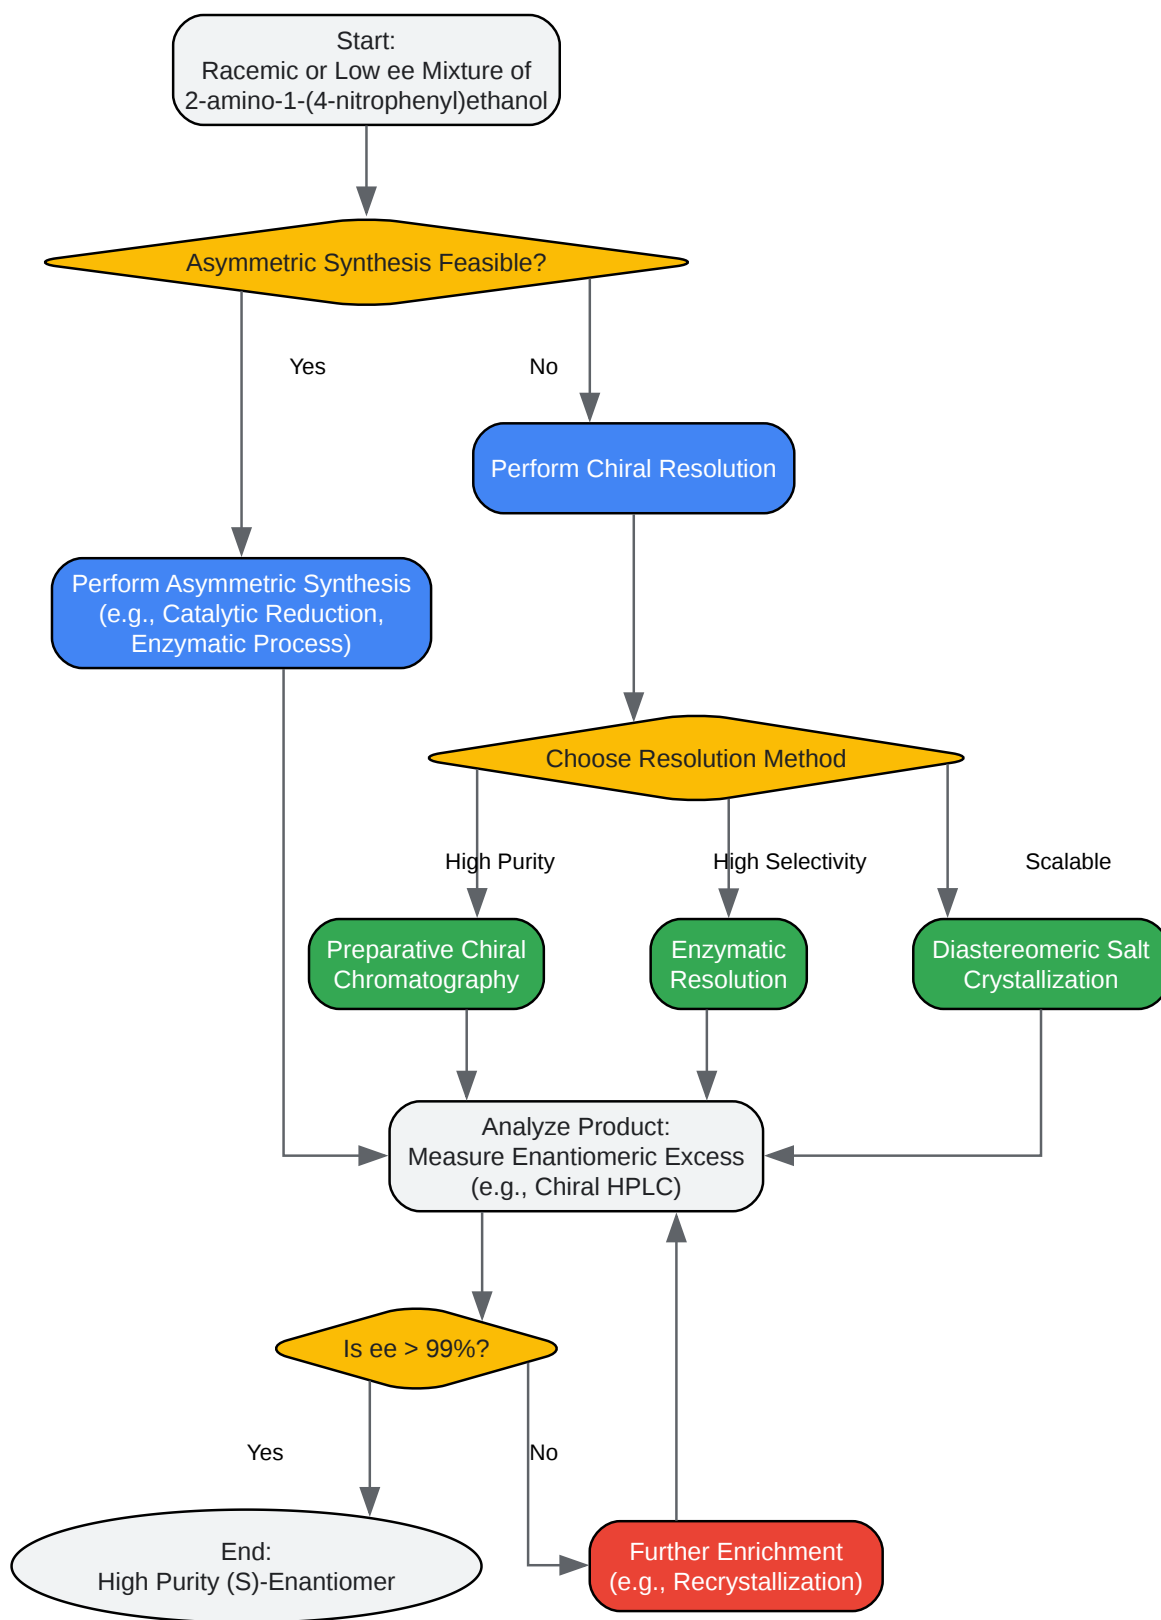 Start:
Racemic or Low ee Mixture of
2-amino-1-(4-nitrophenyl)ethanol
Asymmetric Synthesis Feasible?
Yes
No
Perform Chiral Resolution
Perform Asymmetric Synthesis
(e.g., Catalytic Reduction,
Enzymatic Process)
Choose Resolution Method
High Purity
High Selectivity
Scalable
Preparative Chiral
Chromatography
Enzymatic
Resolution
Diastereomeric Salt
Crystallization
Analyze Product:
Measure Enantiomeric Excess
(e.g., Chiral HPLC)
Is ee > 99%?
Yes
No
End:
High Purity (S)-Enantiomer
Further Enrichment
(e.g., Recrystallization)